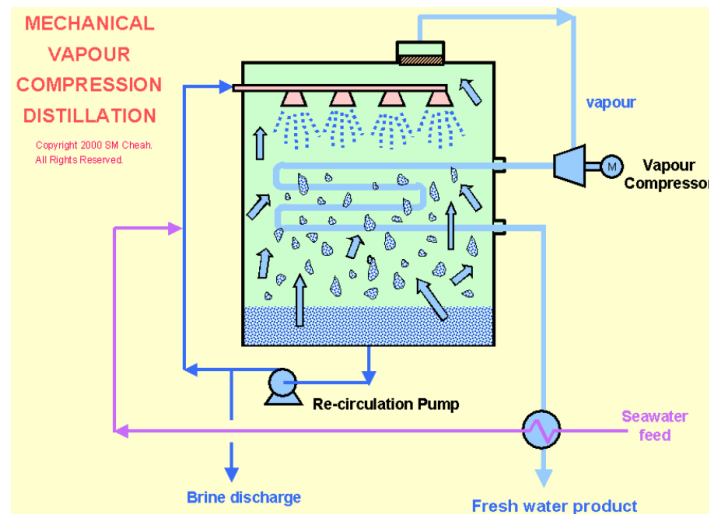 MECHANICAL
VAPOUR
COMPRESSION
DISTILLATION
Copyright 2000 SM Cheah.
All Rights Reserved.
vapour
M
Vapour
Compressor
Re-circulation Pump
Seawater
feed
Brine discharge
Fresh water product